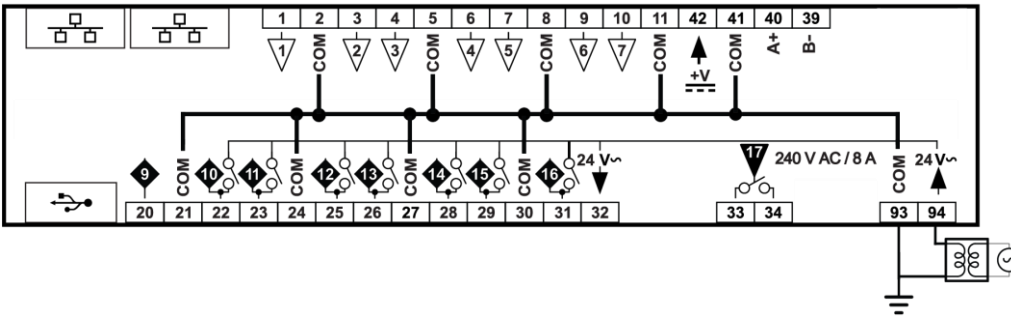 1 2 3 4 5 6 7 8 9 10 11 42 41 40 39
1 COM 2 3 COM 4 5 COM 6 7 COM +V COM A+ B-
9 COM 10 11 COM 12 13 COM 14 15 COM 16 24 V~ 17 240 V AC / 8 A COM 24 V~
20 21 22 23 24 25 26 27 28 29 30 31 32 33 34 93 94